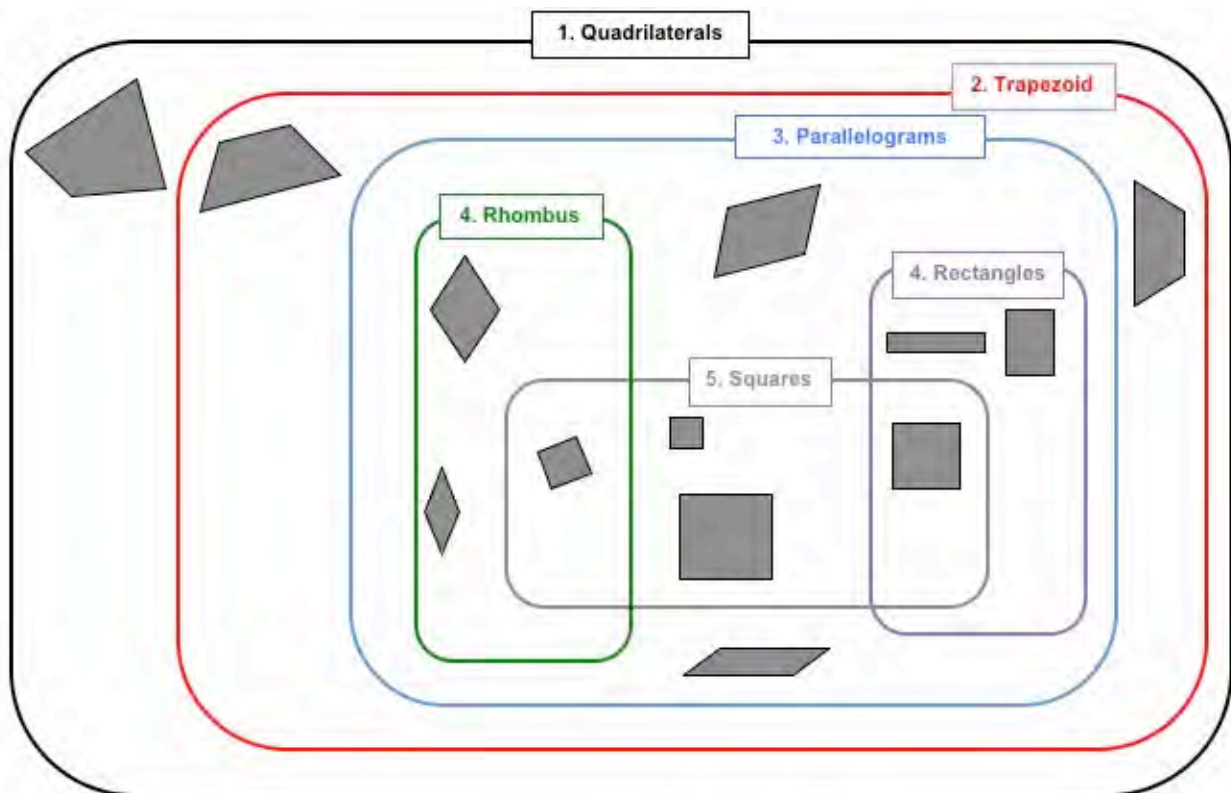 1. Quadrilaterals
2. Trapezoid
3. Parallelograms
4. Rhombus
4. Rectangles
5. Squares